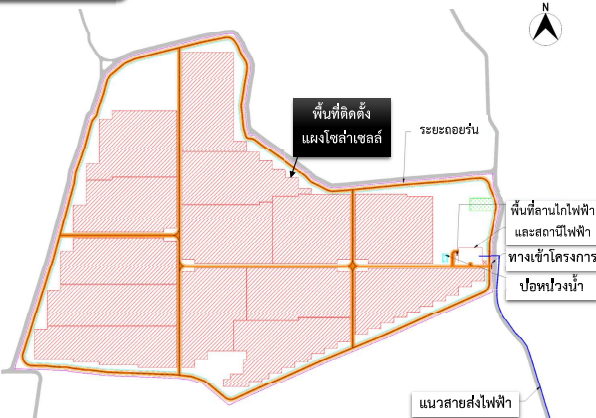 N
พื้นที่ติดตั้ง
แผงโซล่าเซลล์
ระยะถอยร่น
พื้นที่ลานไกไฟฟ้า
และสถานีไฟฟ้า
ทางเข้าโครงการ
บ่อหน่วงน้ำ
แนวสายส่งไฟฟ้า